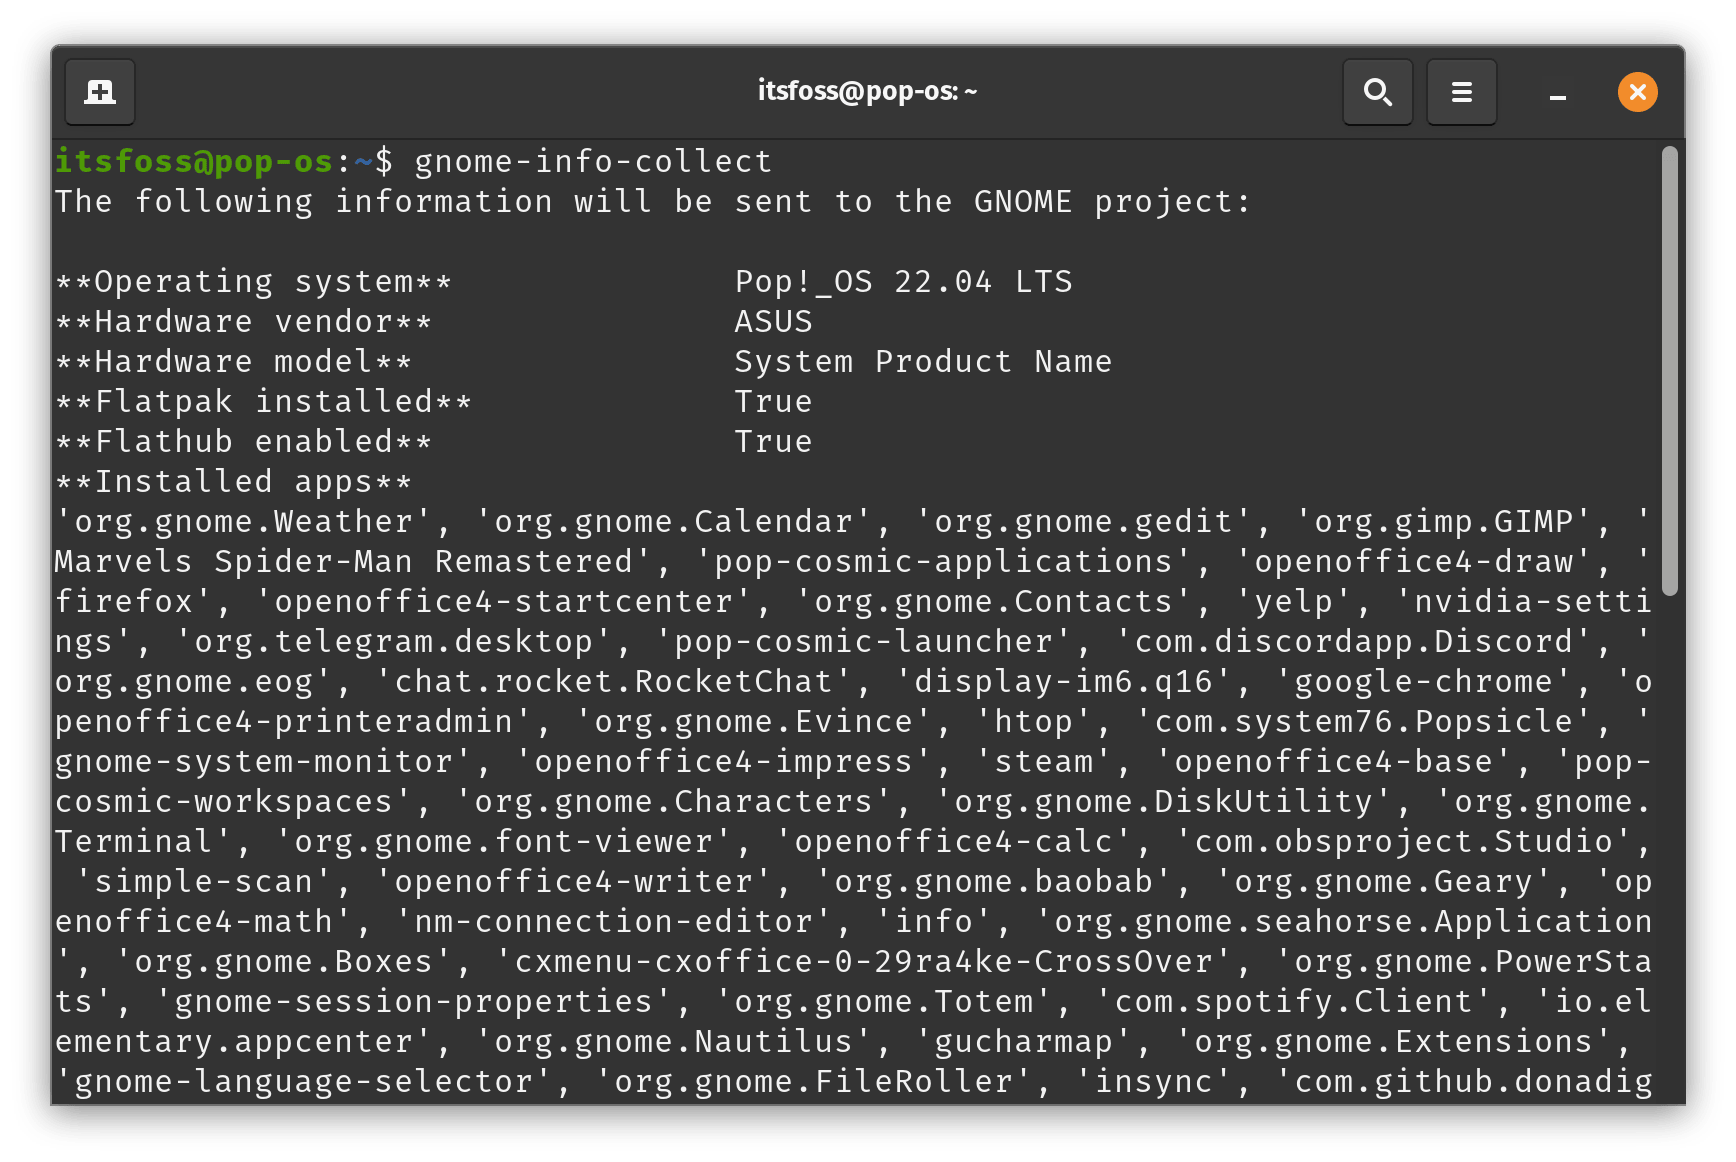 itsfoss@pop-os: ~
itsfoss@pop-os:~$ gnome-info-collect
The following information will be sent to the GNOME project:
**Operating system** Pop!_OS 22.04 LTS
**Hardware vendor** ASUS
**Hardware model** System Product Name
**Flatpak installed** True
**Flathub enabled** True
**Installed apps**
'org.gnome.Weather', 'org.gnome.Calendar', 'org.gnome.gedit', 'org.gimp.GIMP', '
Marvels Spider-Man Remastered', 'pop-cosmic-applications', 'openoffice4-draw', '
firefox', 'openoffice4-startcenter', 'org.gnome.Contacts', 'yelp', 'nvidia-setti
ngs', 'org.telegram.desktop', 'pop-cosmic-launcher', 'com.discordapp.Discord', '
org.gnome.eog', 'chat.rocket.RocketChat', 'display-im6.q16', 'google-chrome', 'o
penoffice4-printeradmin', 'org.gnome.Evince', 'htop', 'com.system76.Popsicle', '
gnome-system-monitor', 'openoffice4-impress', 'steam', 'openoffice4-base', 'pop-
cosmic-workspaces', 'org.gnome.Characters', 'org.gnome.DiskUtility', 'org.gnome.
Terminal', 'org.gnome.font-viewer', 'openoffice4-calc', 'com.obsproject.Studio',
 'simple-scan', 'openoffice4-writer', 'org.gnome.baobab', 'org.gnome.Geary', 'op
enoffice4-math', 'nm-connection-editor', 'info', 'org.gnome.seahorse.Application
', 'org.gnome.Boxes', 'cxmenu-cxoffice-0-29ra4ke-CrossOver', 'org.gnome.PowerSta
ts', 'gnome-session-properties', 'org.gnome.Totem', 'com.spotify.Client', 'io.el
ementary.appcenter', 'org.gnome.Nautilus', 'gucharmap', 'org.gnome.Extensions',
'gnome-language-selector', 'org.gnome.FileRoller', 'insync', 'com.github.donadig